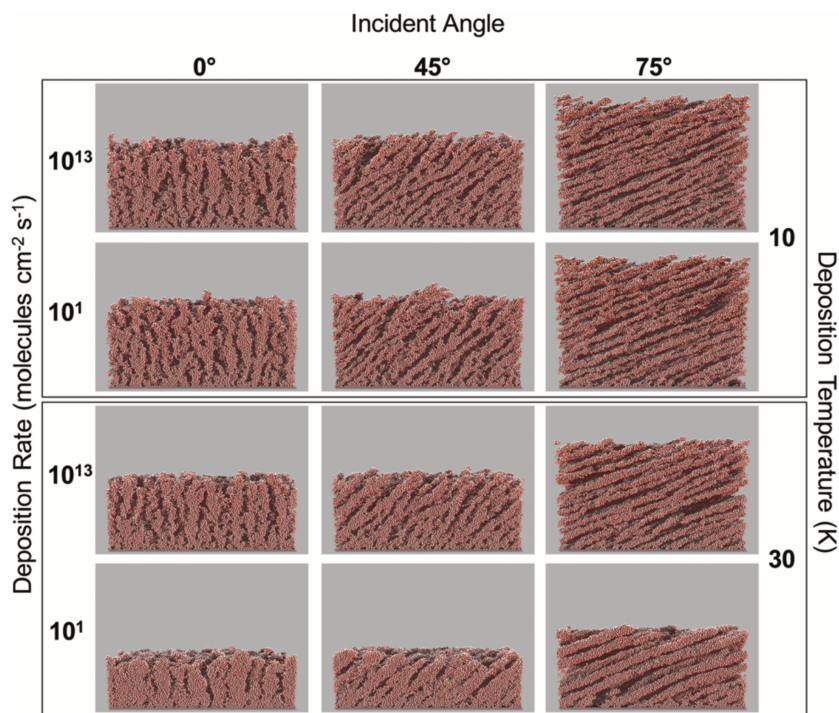 Incident Angle
0° 45° 75°
10¹³
10
10¹
10¹³
30
10¹
Deposition Rate (molecules cm⁻² s⁻¹)
Deposition Temperature (K)